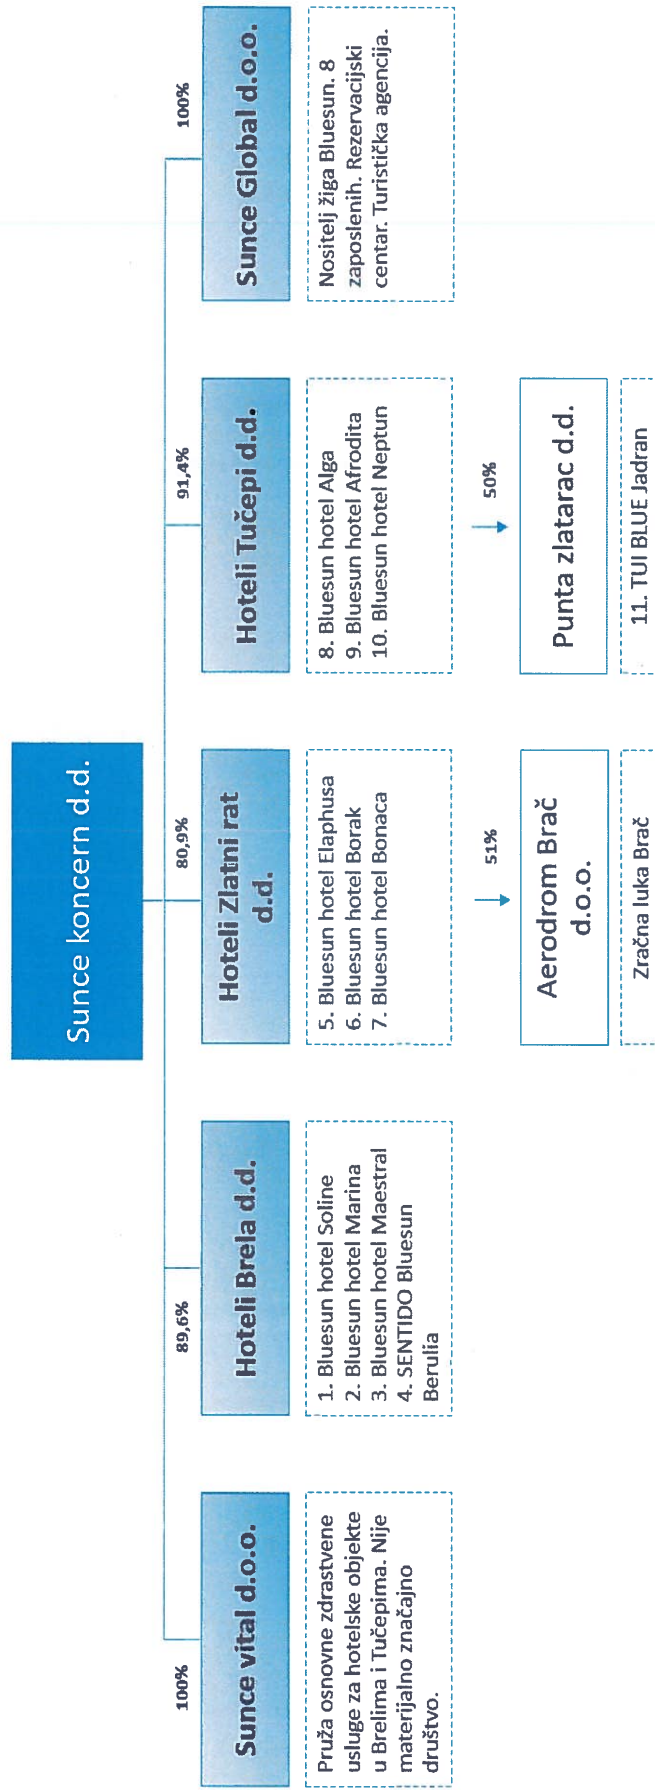 Sunce koncern d.d.
100%
Sunce vital d.o.o.
Pruža osnovne zdrastvene
usluge za hotelske objekte
u Brelima i Tučepima. Nije
materijalno značajno
društvo.
89,6%
Hoteli Brela d.d.
1. Bluesun hotel Soline
2. Bluesun hotel Marina
3. Bluesun hotel Maestral
4. SENTIDO Bluesun
Berulia
80,9%
Hoteli Zlatni rat
d.d.
5. Bluesun hotel Elaphusa
6. Bluesun hotel Borak
7. Bluesun hotel Bonaca
51%
Aerodrom Brač
d.o.o.
Zračna luka Brač
91,4%
Hoteli Tučepi d.d.
8. Bluesun hotel Alga
9. Bluesun hotel Afrodita
10. Bluesun hotel Neptun
50%
Punta zlatarac d.d.
11. TUI BLUE Jadran
100%
Sunce Global d.o.o.
Nositelj žiga Bluesun. 8
zaposlenih. Rezervacijski
centar. Turistička agencija.